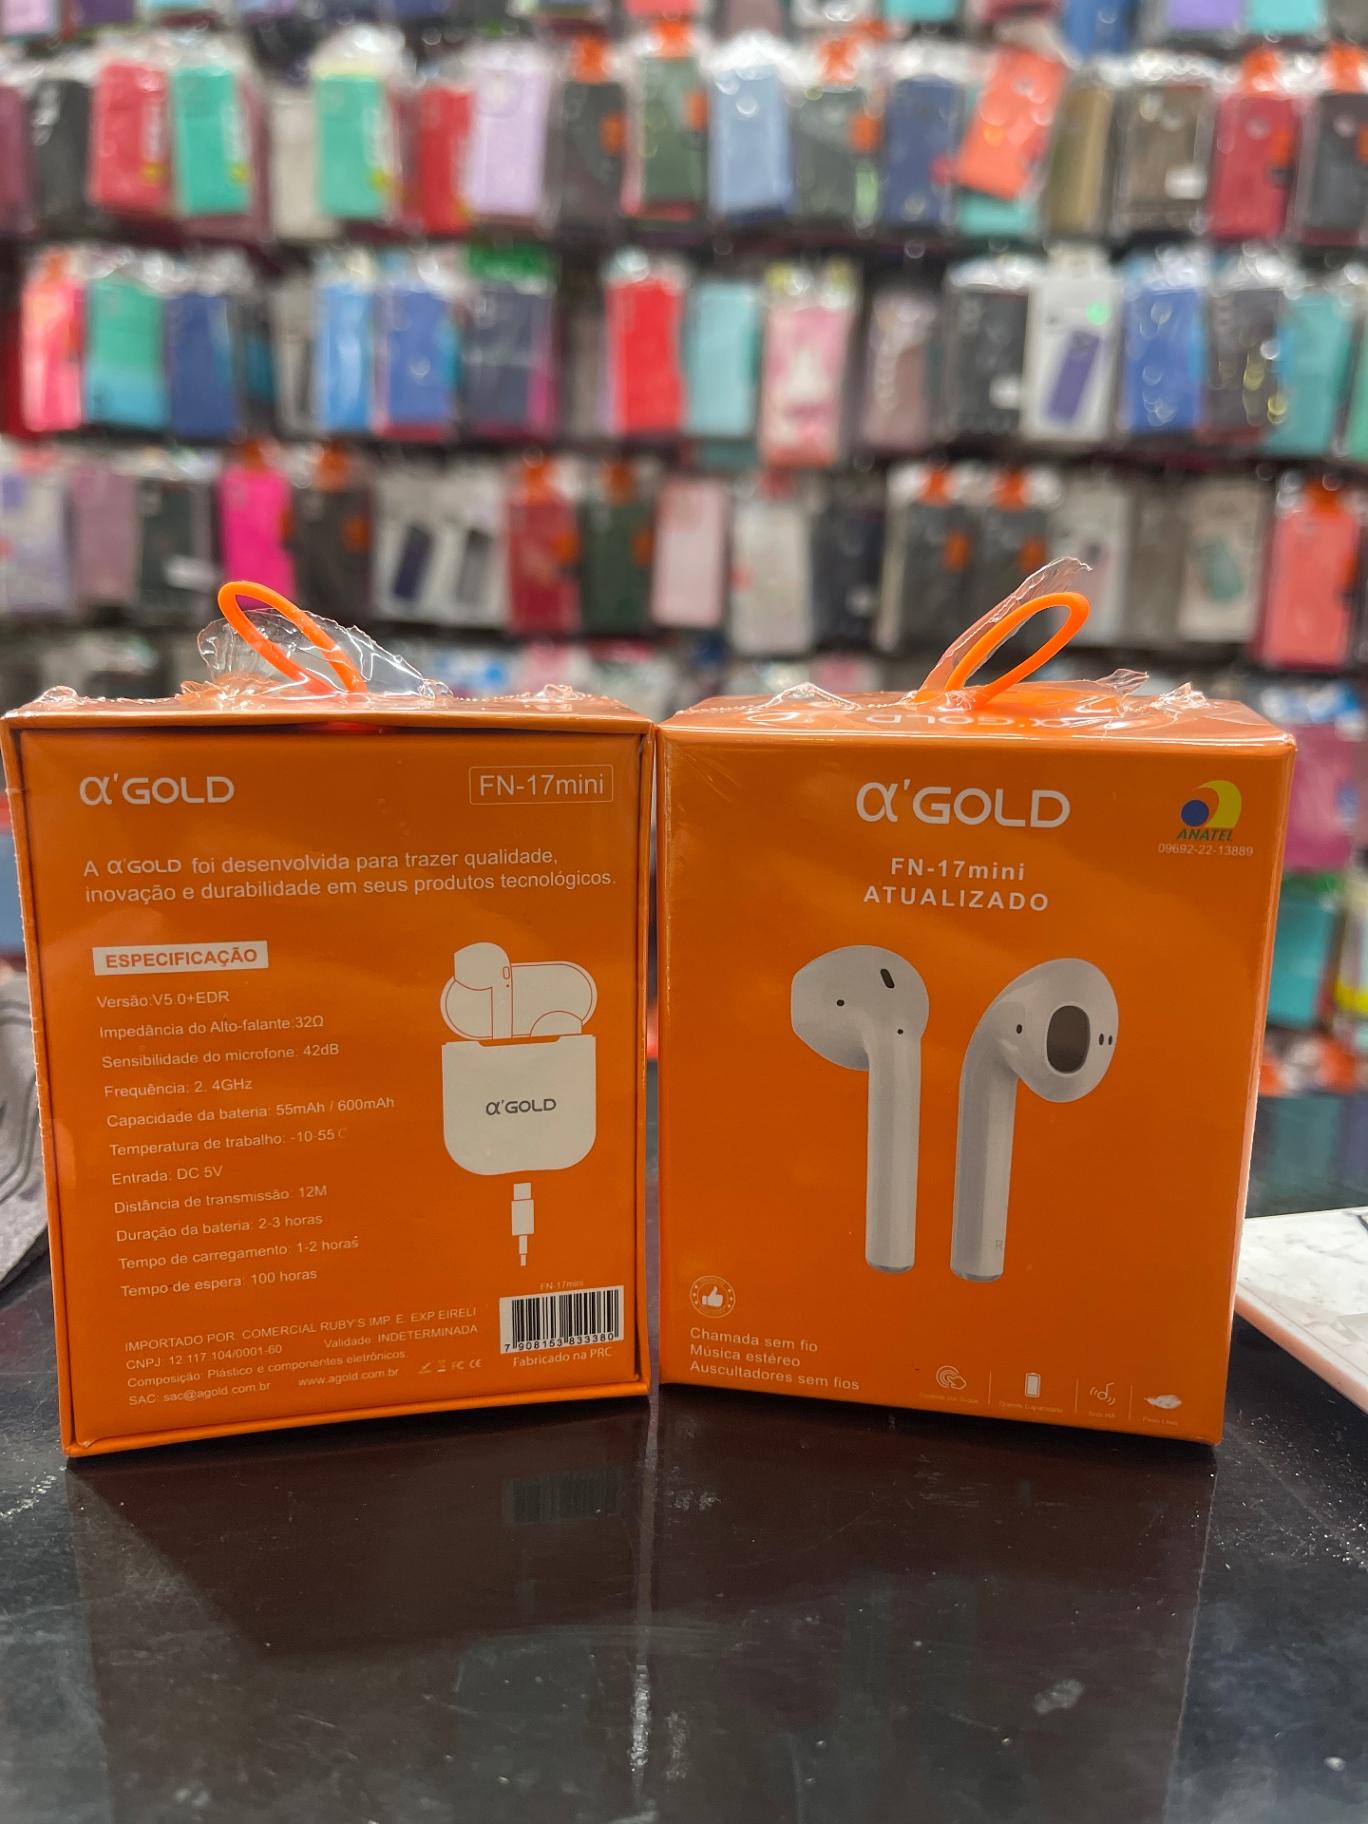 α'GOLD
FN-17mini
A α'GOLD foi desenvolvida para trazer qualidade,
inovação e durabilidade em seus produtos tecnológicos.
ESPECIFICAÇÃO
Versão:V5.0+EDR
Impedância do Alto-falante:32Ω
Sensibilidade do microfone: 42dB
Frequência: 2. 4GHz
Capacidade da bateria: 55mAh / 600mAh
Temperatura de trabalho: -10-55 C
Entrada: DC 5V
Distância de transmissão: 12M
Duração da bateria: 2-3 horas
Tempo de carregamento: 1-2 horas
Tempo de espera: 100 horas
α'GOLD
IMPORTADO POR: COMERCIAL RUBY'S IMP. E. EXP EIRELI
CNPJ: 12.117.104/0001-60 Validade: INDETERMINADA
Composição: Plástico e componentes eletrônicos.
SAC: sac@agold.com.br www.agold.com.br FC CE
FN-17mini
7 908153 833380
Fabricado na PRC
α'GOLD
α'GOLD
ANATEL
09692-22-13889
FN-17mini
ATUALIZADO
R
Chamada sem fio
Música estéreo
Auscultadores sem fios